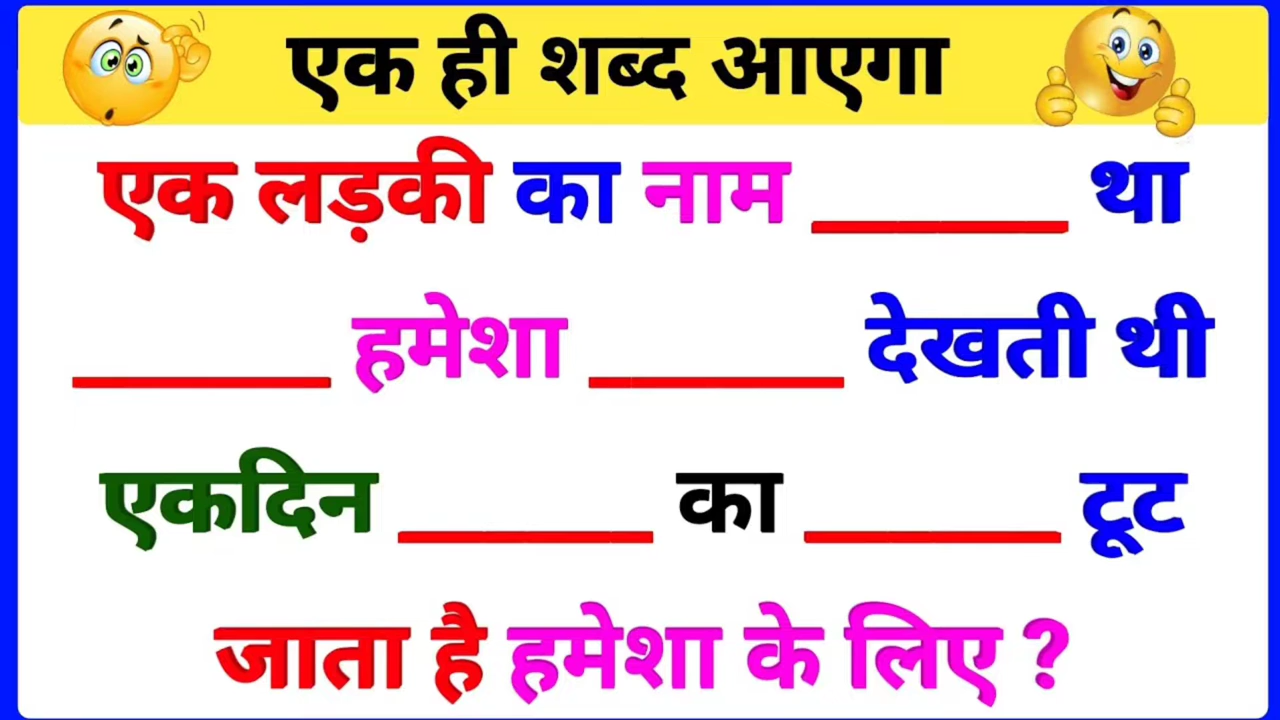 एक ही शब्द आएगा
एक लड़की का नाम ______ था
______ हमेशा ______ देखती थी
एकदिन ______ का ______ टूट
जाता है हमेशा के लिए ?